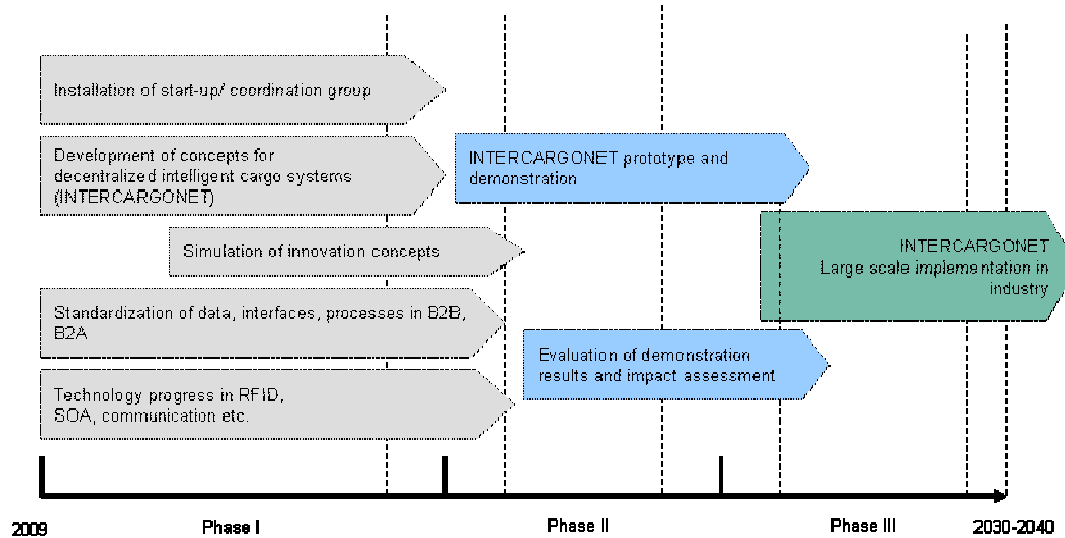 Installation of start-up/ coordination group
Development of concepts for
decentralized intelligent cargo systems
(INTERCARGONET)
INTERCARGONET prototype and
demonstration
Simulation of innovation concepts
INTERCARGONET
Large scale implementation in
industry
Standardization of data, interfaces, processes in B2B,
B2A
Evaluation of demonstration
results and impact assessment
Technology progress in RFID,
SOA, communication etc.
2009
Phase I
Phase II
Phase III
2030-2040